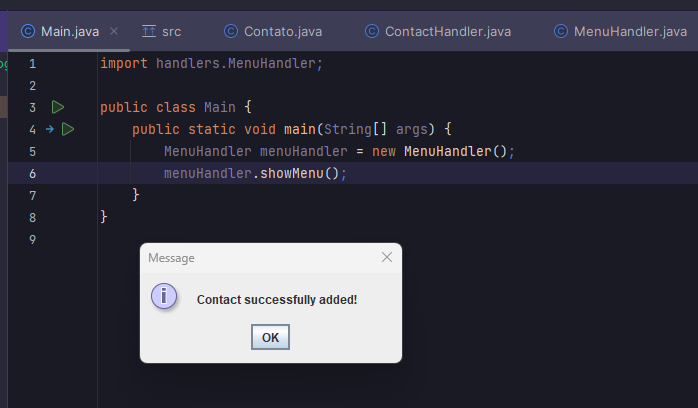 Main.java src Contato.java ContactHandler.java MenuHandler.java
1 import handlers.MenuHandler;
2
3 public class Main {
4 public static void main(String[] args) {
5 MenuHandler menuHandler = new MenuHandler();
6 menuHandler.showMenu();
7 }
8 }
9
Message
Contact successfully added!
OK